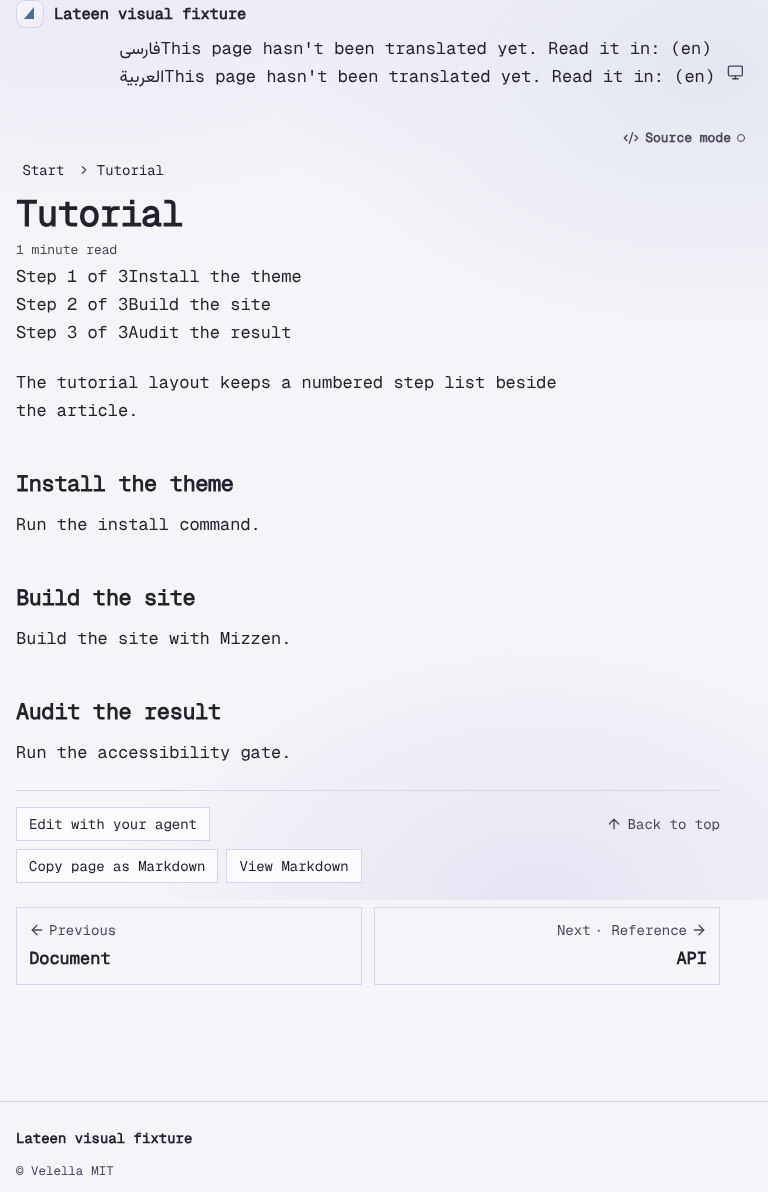 Lateen visual fixture
فارسیThis page hasn't been translated yet. Read it in: (en)
العربيةThis page hasn't been translated yet. Read it in: (en)
Source mode
Start > Tutorial
Tutorial
1 minute read
Step 1 of 3Install the theme
Step 2 of 3Build the site
Step 3 of 3Audit the result
The tutorial layout keeps a numbered step list beside
the article.
Install the theme
Run the install command.
Build the site
Build the site with Mizzen.
Audit the result
Run the accessibility gate.
Edit with your agent
↑ Back to top
Copy page as Markdown
View Markdown
← Previous
Document
Next · Reference →
API
Lateen visual fixture
© Velella MIT